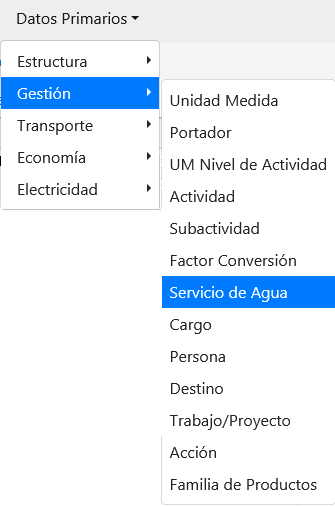 Datos Primarios
Estructura
Gestión
Transporte
Economía
Electricidad
Unidad Medida
Portador
UM Nivel de Actividad
Actividad
Subactividad
Factor Conversión
Servicio de Agua
Cargo
Persona
Destino
Trabajo/Proyecto
Acción
Familia de Productos